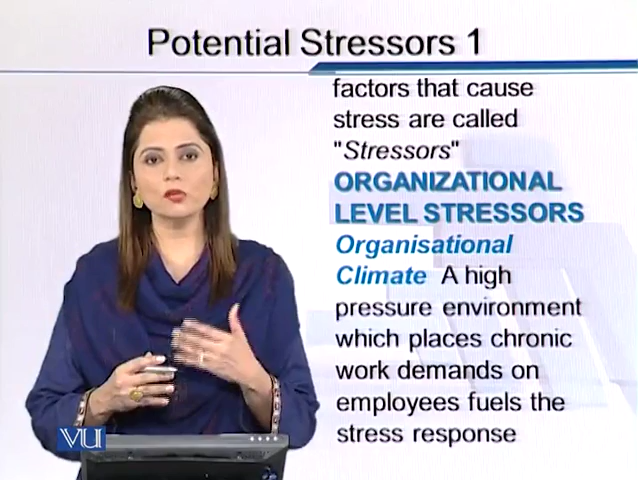 Potential Stressors 1
factors that cause
stress are called
"Stressors"
ORGANIZATIONAL
LEVEL STRESSORS
Organisational
Climate A high
pressure environment
which places chronic
work demands on
employees fuels the
stress response
VU